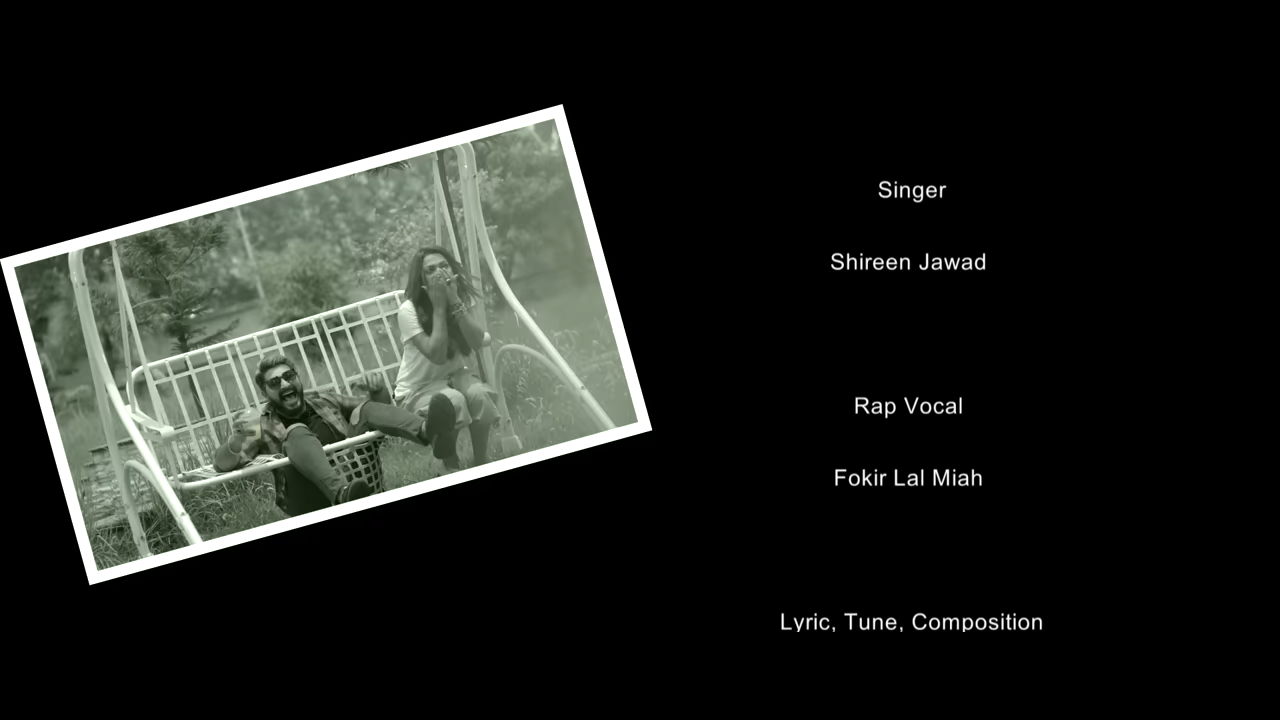 Singer
Shireen Jawad
Rap Vocal
Fokir Lal Miah
Lyric, Tune, Composition